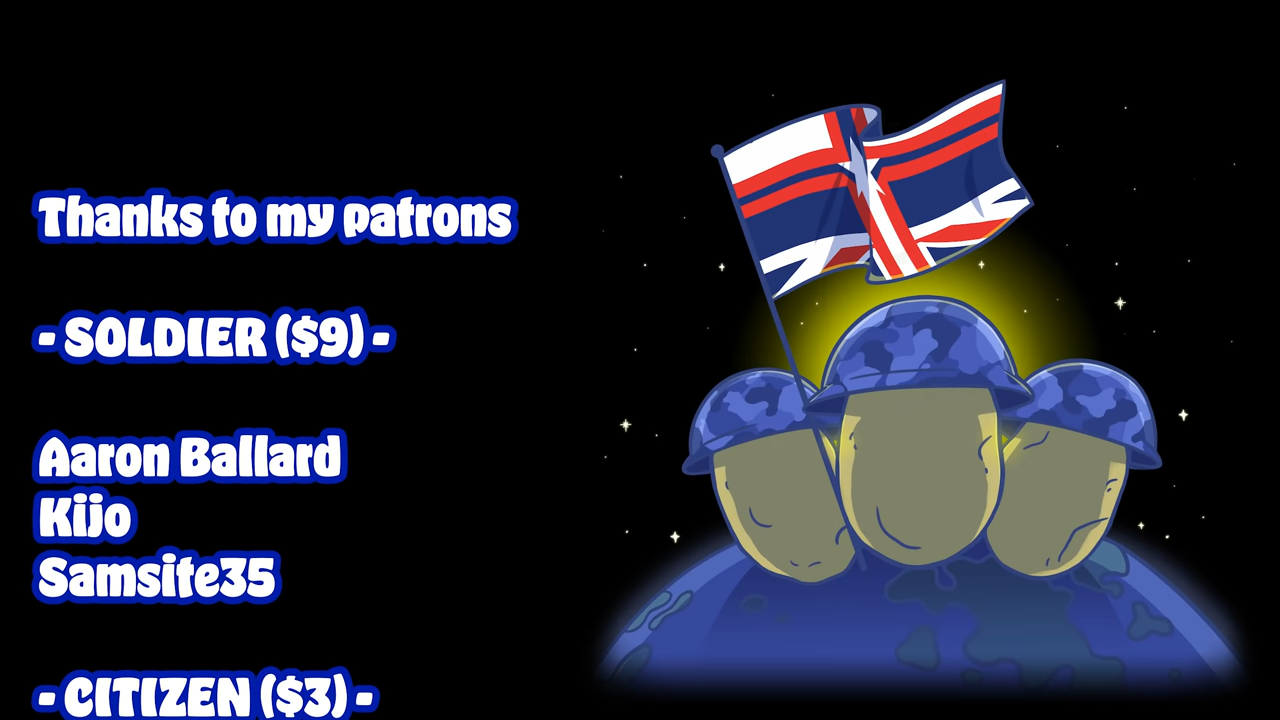 Thanks to my patrons
- SOLDIER ($9) -
Aaron Ballard
Kijo
Samsite35
- CITIZEN ($3) -